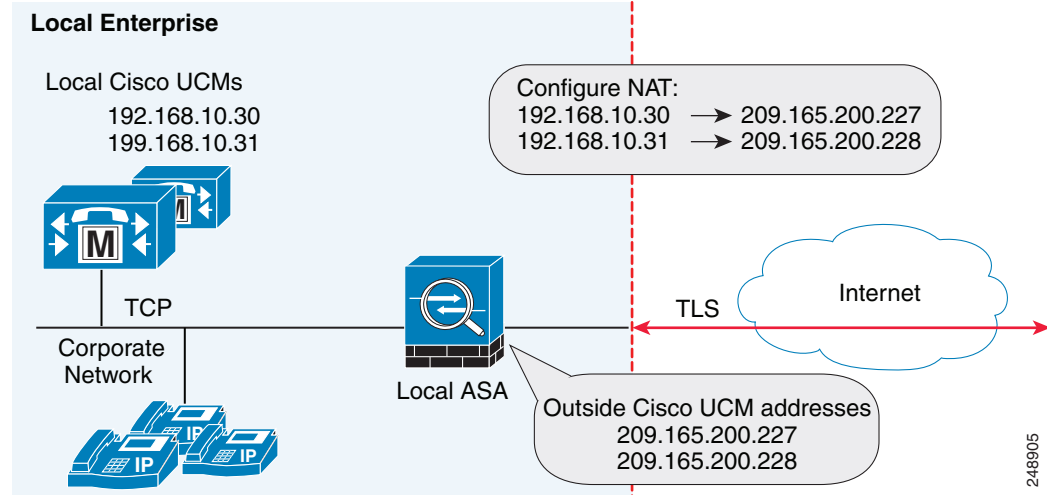 Local Enterprise
Local Cisco UCMs
192.168.10.30
199.168.10.31
Configure NAT:
192.168.10.30 → 209.165.200.227
192.168.10.31 → 209.165.200.228
M
M
TCP
TLS
Internet
Corporate
Network
Local ASA
Outside Cisco UCM addresses
209.165.200.227
209.165.200.228
IP
IP
IP
248905